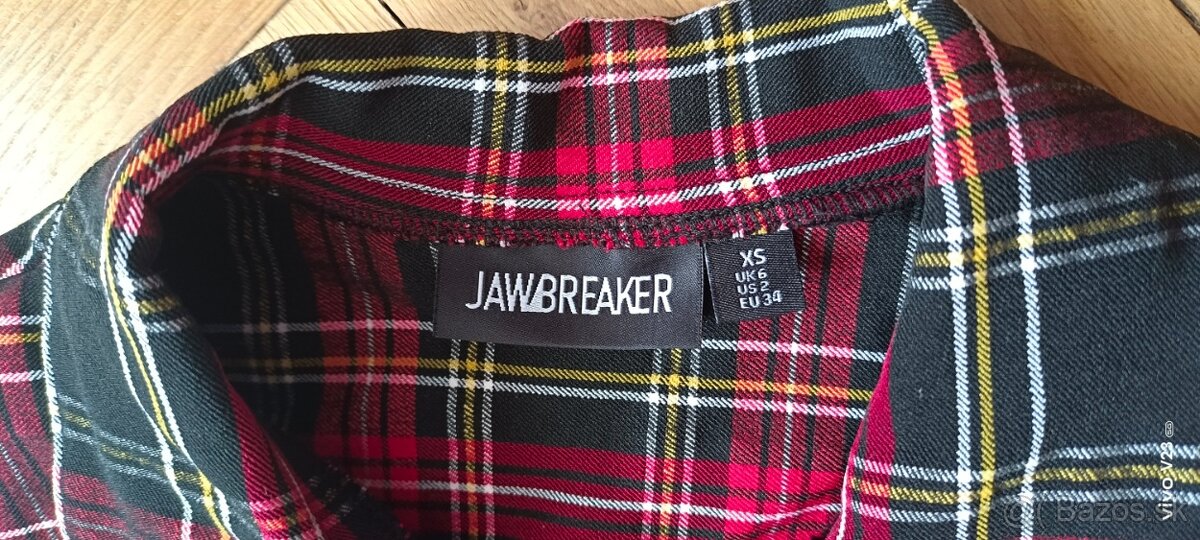 JAWBREAKER
XS
UK 6
US 2
EU 34
vivo V23
Bazos.sk